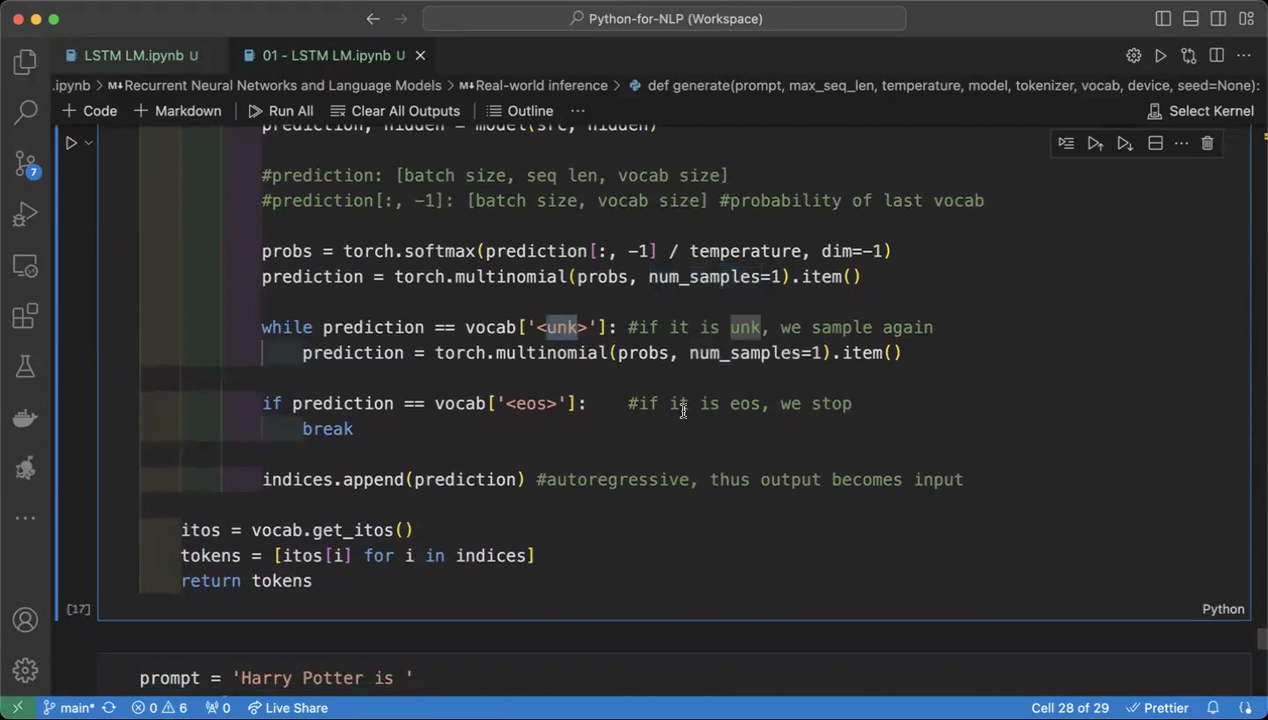 Python-for-NLP (Workspace)
LSTM LM.ipynb U
01 - LSTM LM.ipynb U
.ipynb > Recurrent Neural Networks and Language Models > Real-world inference > def generate(prompt, max_seq_len, temperature, model, tokenizer, vocab, device, seed=None):
+ Code + Markdown Run All Clear All Outputs Outline ...
Select Kernel
prediction, hidden = model(src, hidden)
#prediction: [batch size, seq len, vocab size]
#prediction[:, -1]: [batch size, vocab size] #probability of last vocab
probs = torch.softmax(prediction[:, -1] / temperature, dim=-1)
prediction = torch.multinomial(probs, num_samples=1).item()
while prediction == vocab['<unk>']: #if it is unk, we sample again
prediction = torch.multinomial(probs, num_samples=1).item()
if prediction == vocab['<eos>']: #if it is eos, we stop
break
indices.append(prediction) #autoregressive, thus output becomes input
itos = vocab.get_itos()
tokens = [itos[i] for i in indices]
return tokens
[17]
Python
prompt = 'Harry Potter is '
7
main* 0 6 0 Live Share
Cell 28 of 29 Prettier